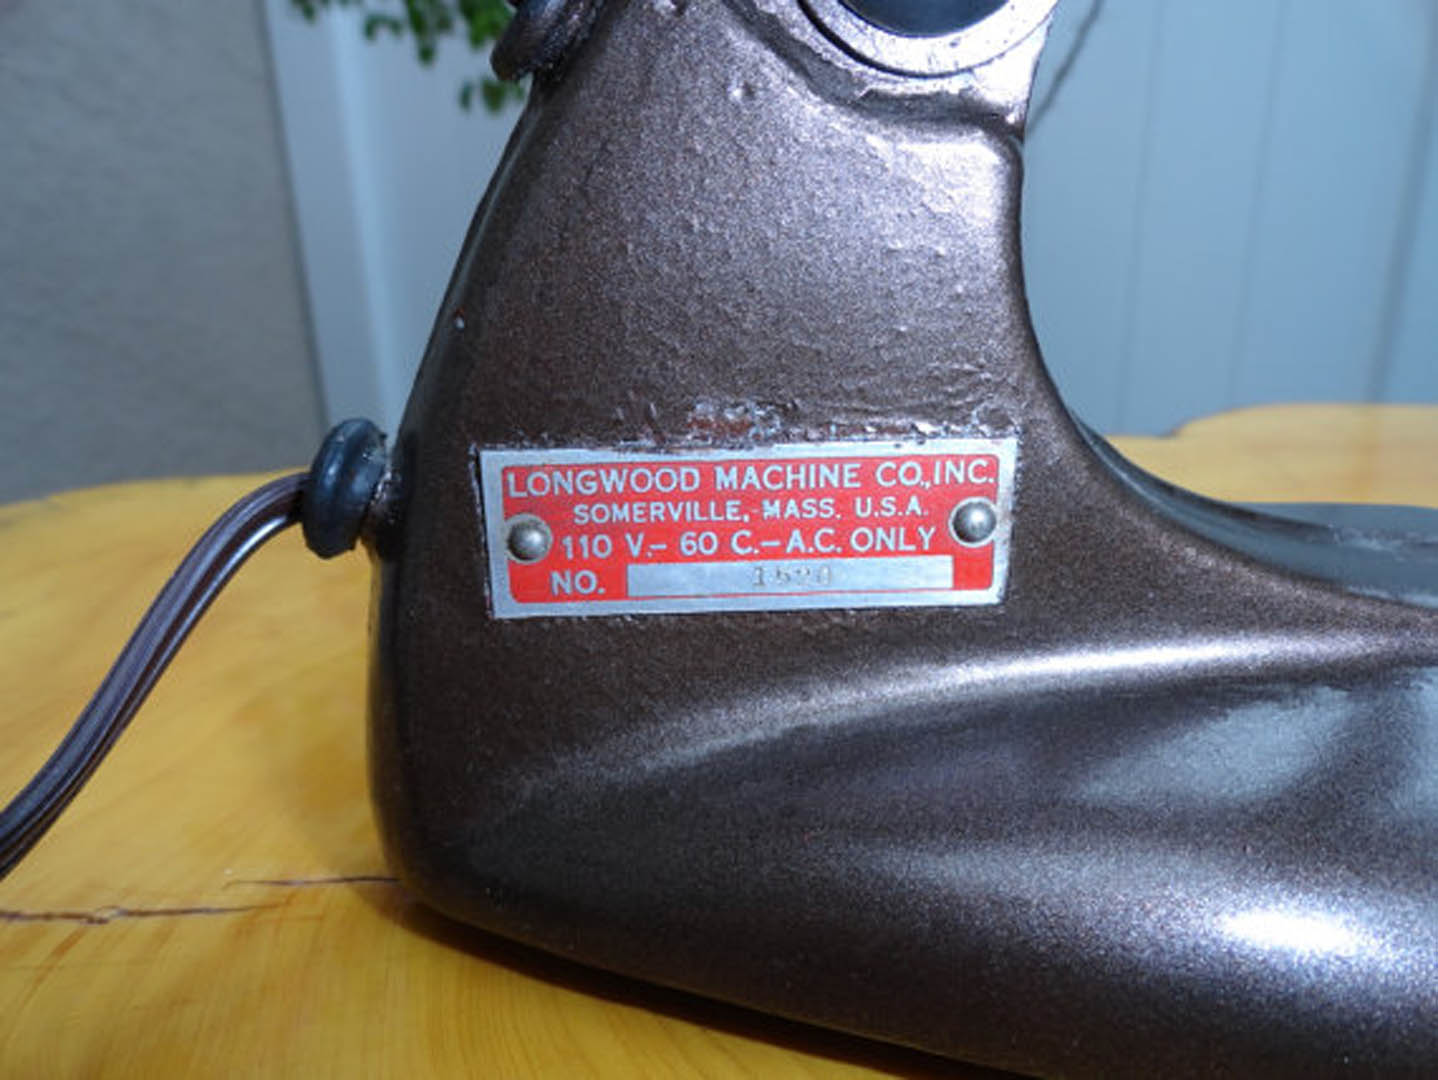 LONGWOOD MACHINE CO., INC.
SOMERVILLE, MASS. U.S.A.
110 V.- 60 C.- A.C. ONLY
NO.